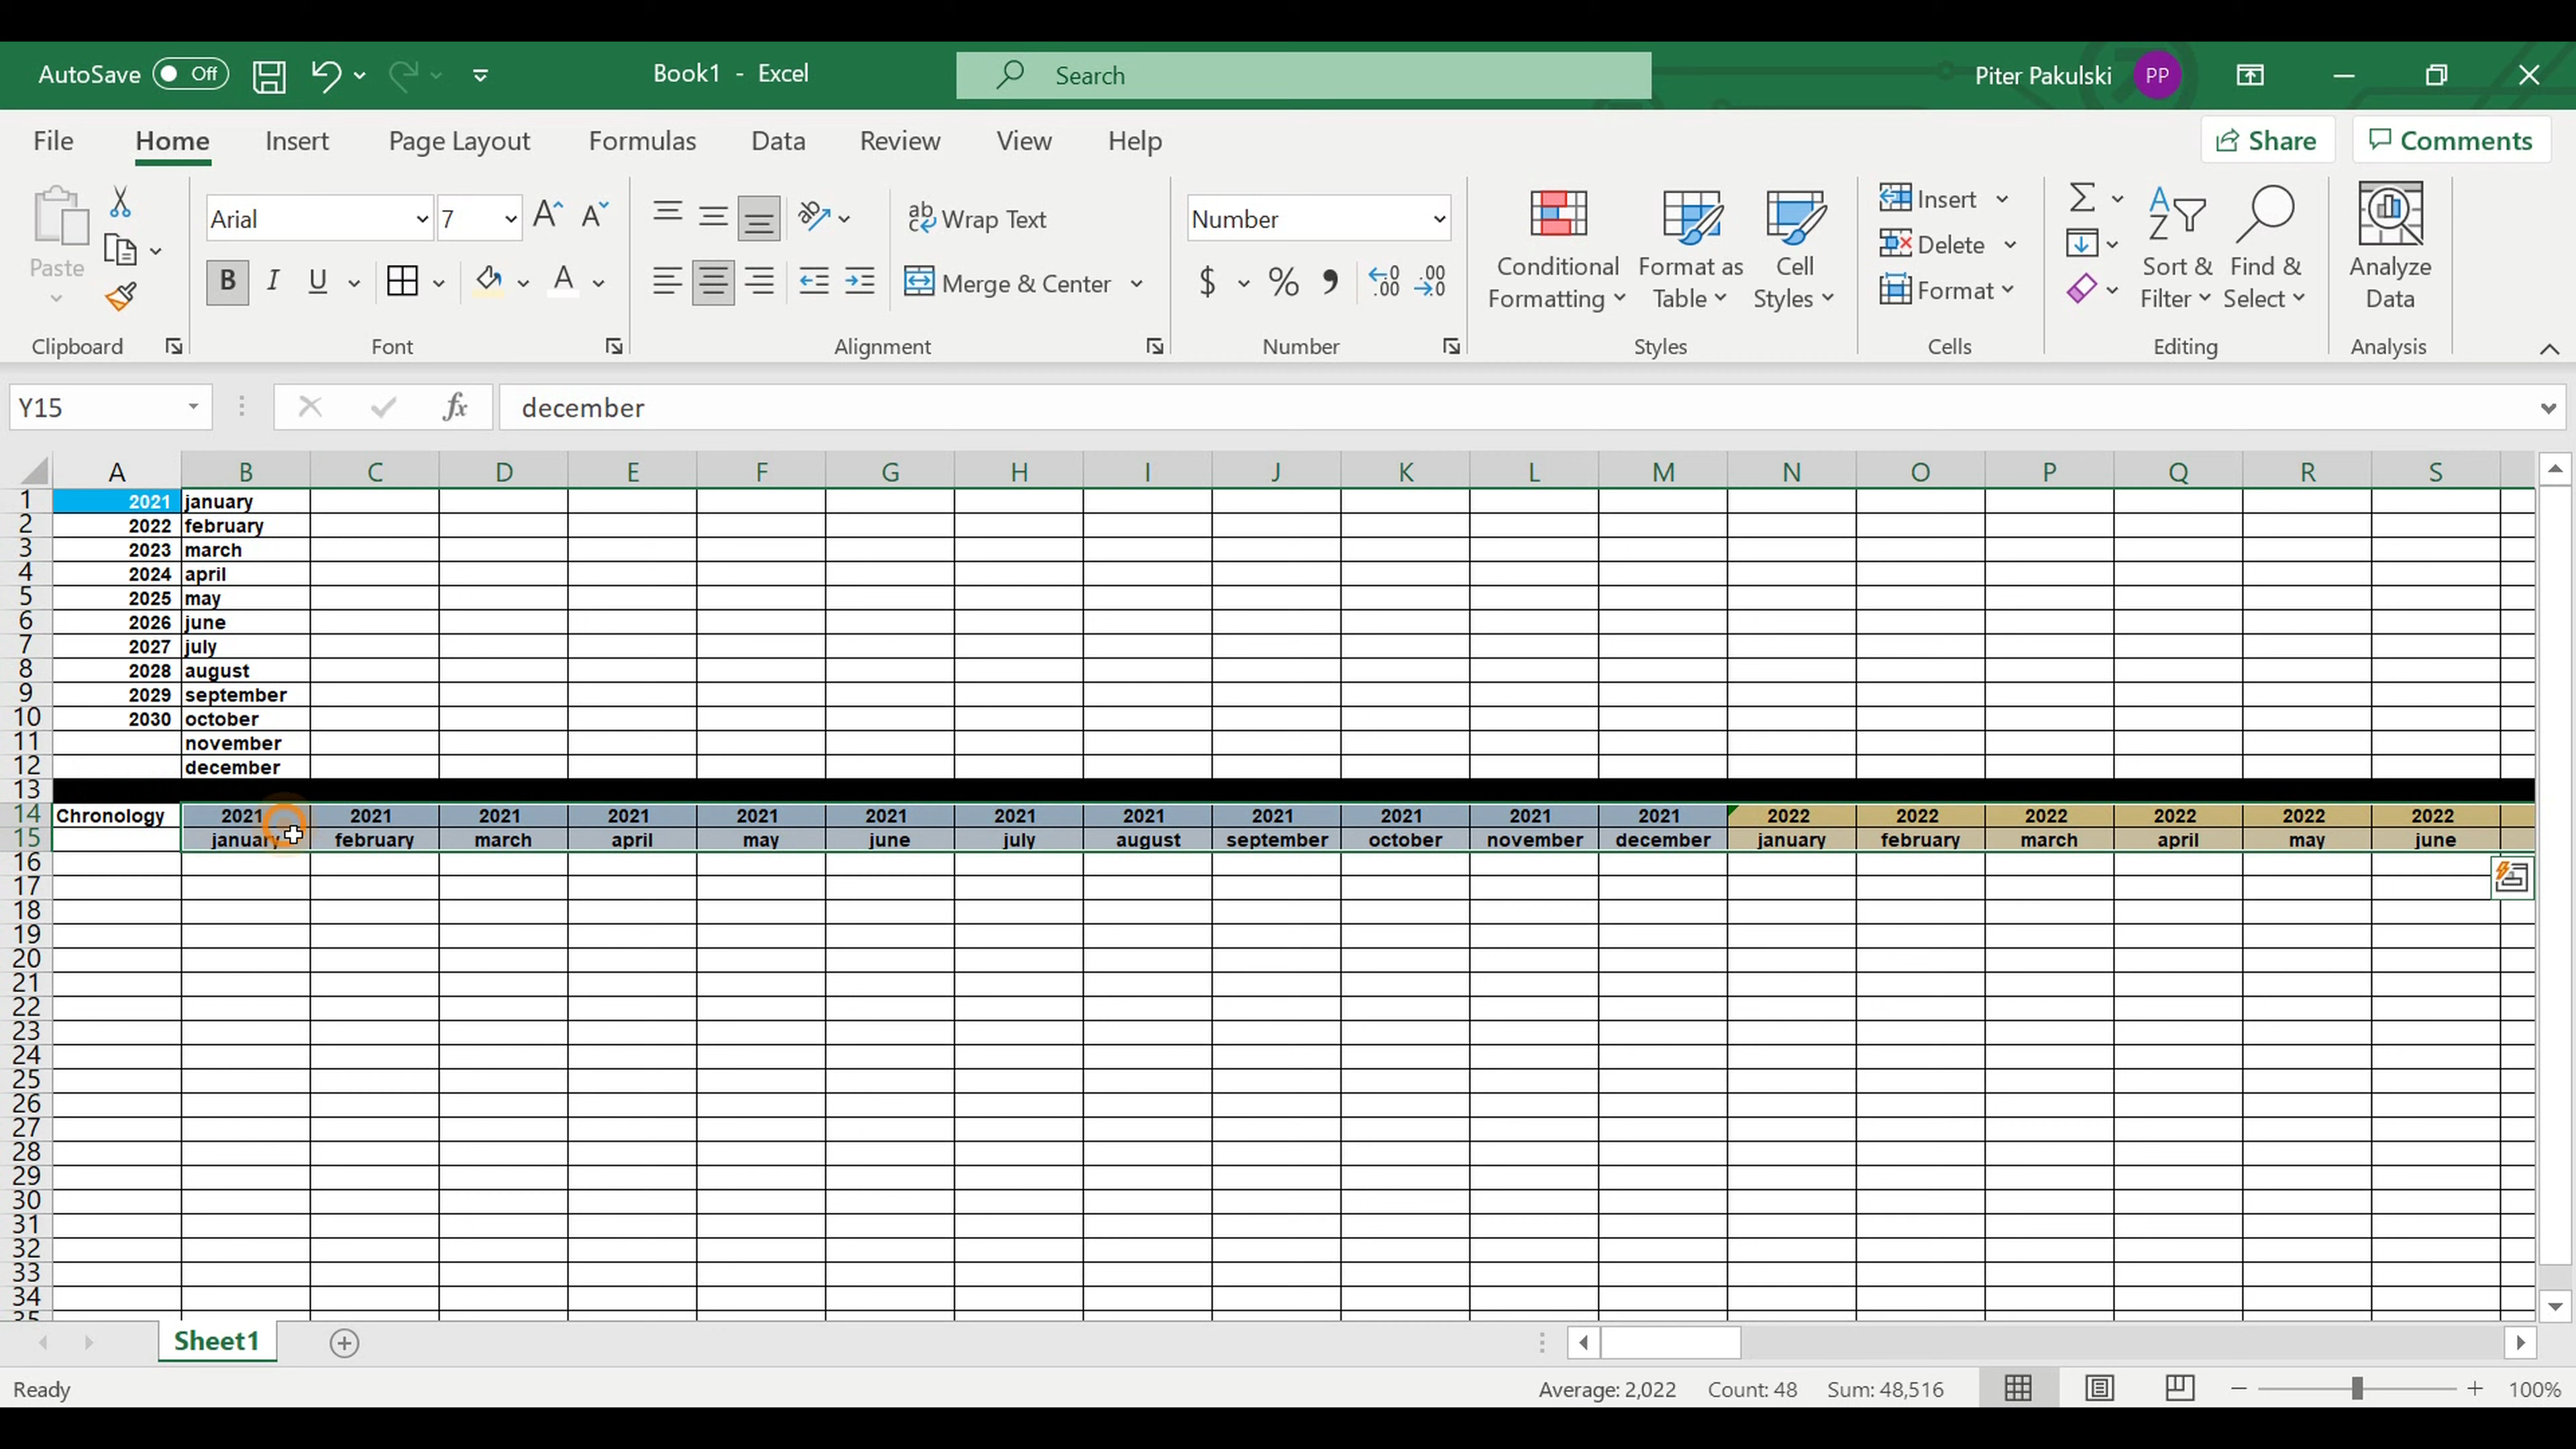 AutoSave Off Book1 - Excel Search Piter Pakulski PP
File Home Insert Page Layout Formulas Data Review View Help Share Comments
Paste Arial 7 Wrap Text Number Conditional Formatting Format as Table Cell Styles Insert Sort & Filter Find & Select Analyze Data
B I U A Merge & Center $ % Delete
Format
Clipboard Font Alignment Number Styles Cells Editing Analysis
Y15 fx december
A B C D E F G H I J K L M N O P Q R S
1 2021 january
2 2022 february
3 2023 march
4 2024 april
5 2025 may
6 2026 june
7 2027 july
8 2028 august
9 2029 september
10 2030 october
11 november
12 december
13
14 Chronology 2021 2021 2021 2021 2021 2021 2021 2021 2021 2021 2021 2021 2022 2022 2022 2022 2022 2022
15 january february march april may june july august september october november december january february march april may june
16
17
18
19
20
21
22
23
24
25
26
27
28
29
30
31
32
33
34
35
Sheet1
Ready Average: 2,022 Count: 48 Sum: 48,516 100%